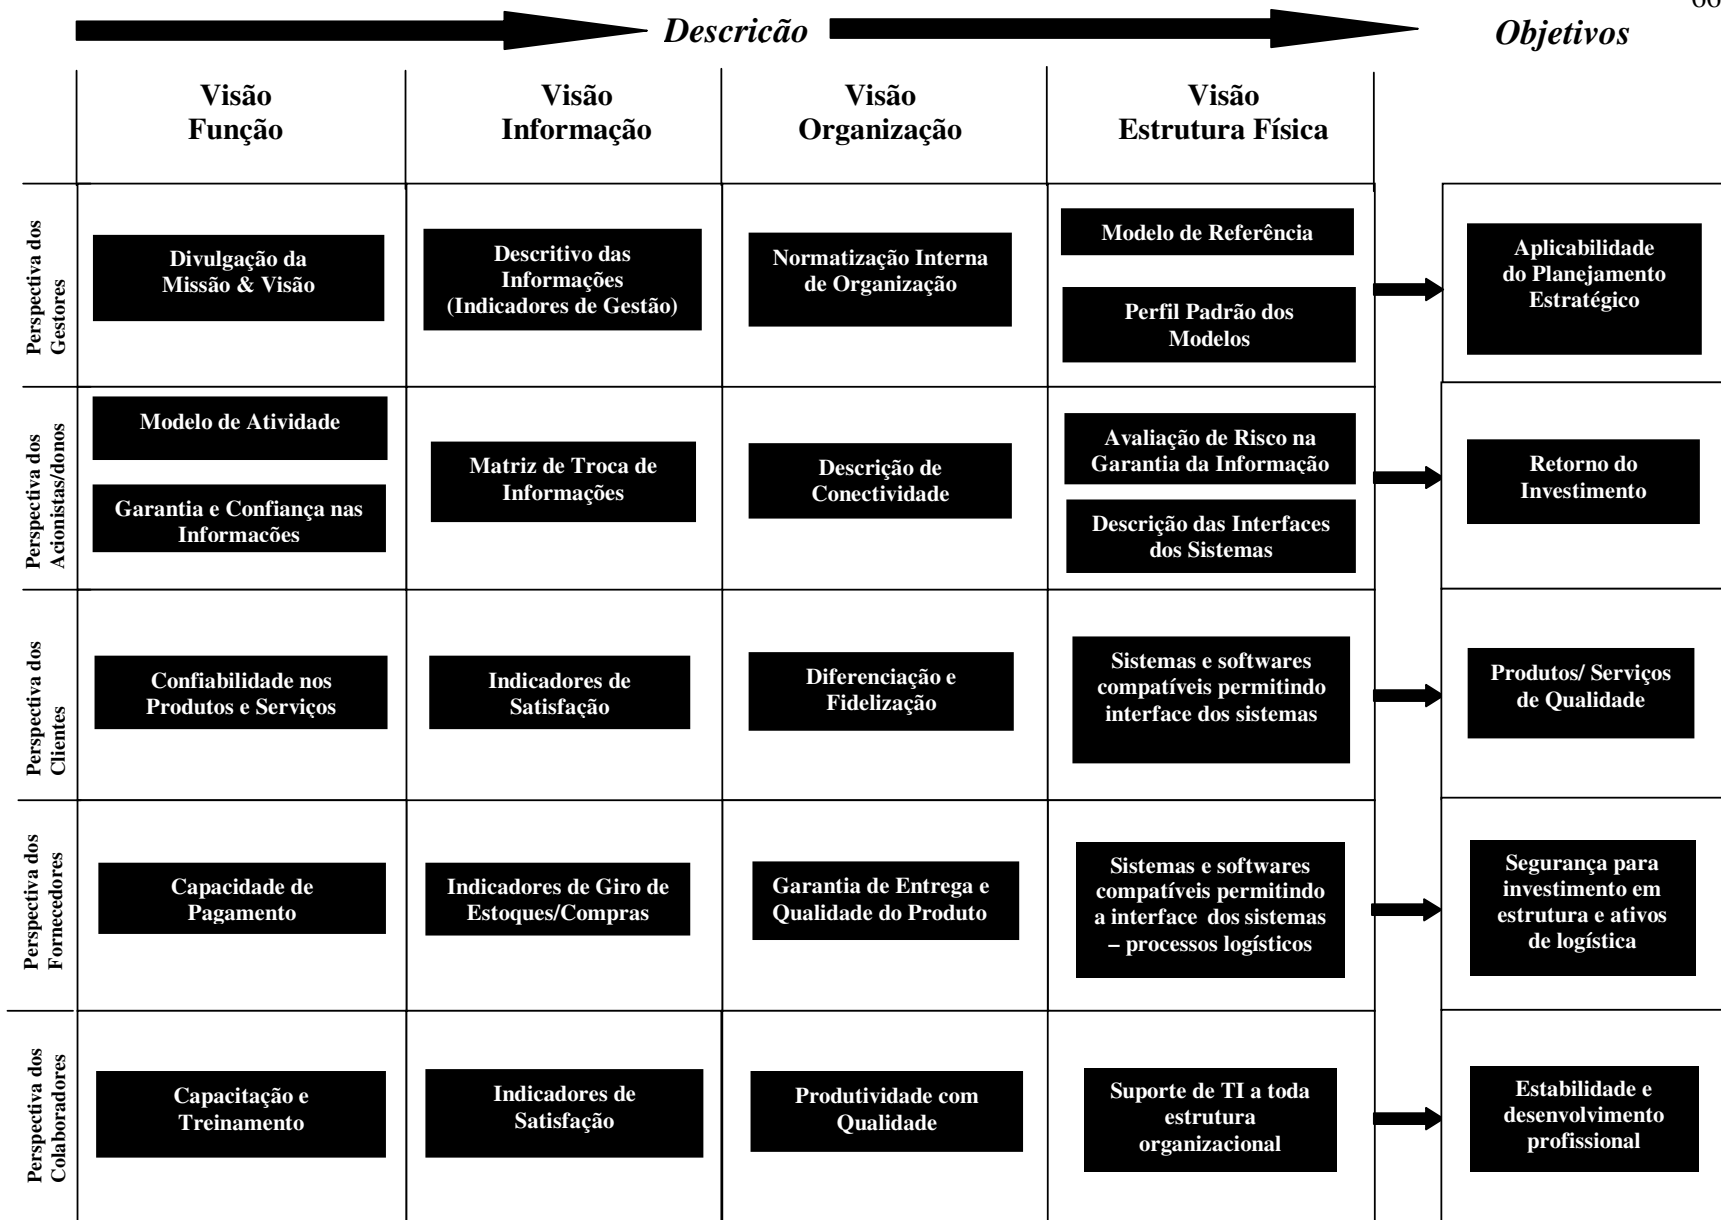 Descricão
Objetivos
Visão
Função
Visão
Informação
Visão
Organização
Visão
Estrutura Física
Perspectiva dos
Gestores
Divulgação da
Missão & Visão
Descritivo das
Informações
(Indicadores de Gestão)
Normatização Interna
de Organização
Modelo de Referência
Perfil Padrão dos
Modelos
Aplicabilidade
do Planejamento
Estratégico
Perspectiva dos
Acionistas/donos
Modelo de Atividade
Garantia e Confiança nas
Informacões
Matriz de Troca de
Informações
Descrição de
Conectividade
Avaliação de Risco na
Garantia da Informação
Descrição das Interfaces
dos Sistemas
Retorno do
Investimento
Perspectiva dos
Clientes
Confiabilidade nos
Produtos e Serviços
Indicadores de
Satisfação
Diferenciação e
Fidelização
Sistemas e softwares
compatíveis permitindo
interface dos sistemas
Produtos/ Serviços
de Qualidade
Perspectiva dos
Fornecedores
Capacidade de
Pagamento
Indicadores de Giro de
Estoques/Compras
Garantia de Entrega e
Qualidade do Produto
Sistemas e softwares
compatíveis permitindo
a interface dos sistemas
– processos logísticos
Segurança para
investimento em
estrutura e ativos
de logística
Perspectiva dos
Colaboradores
Capacitação e
Treinamento
Indicadores de
Satisfação
Produtividade com
Qualidade
Suporte de TI a toda
estrutura
organizacional
Estabilidade e
desenvolvimento
profissional